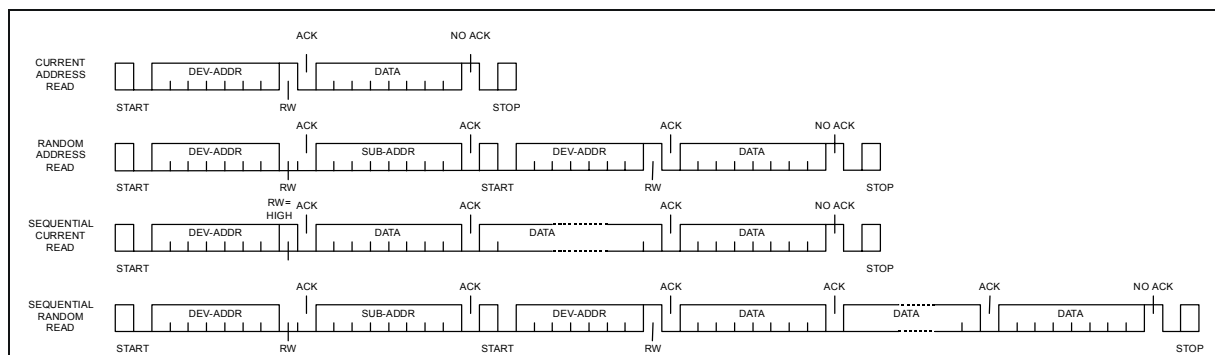 ACK NO ACK
CURRENT
ADDRESS
READ
DEV-ADDR DATA
START RW STOP
ACK ACK ACK NO ACK
RANDOM
ADDRESS
READ
DEV-ADDR SUB-ADDR DEV-ADDR DATA
START RW START RW STOP
RW=
HIGH
ACK ACK ACK NO ACK
SEQUENTIAL
CURRENT
READ
DEV-ADDR DATA DATA DATA
START STOP
ACK ACK ACK ACK ACK NO ACK
SEQUENTIAL
RANDOM
READ
DEV-ADDR SUB-ADDR DEV-ADDR DATA DATA DATA
START RW START RW STOP